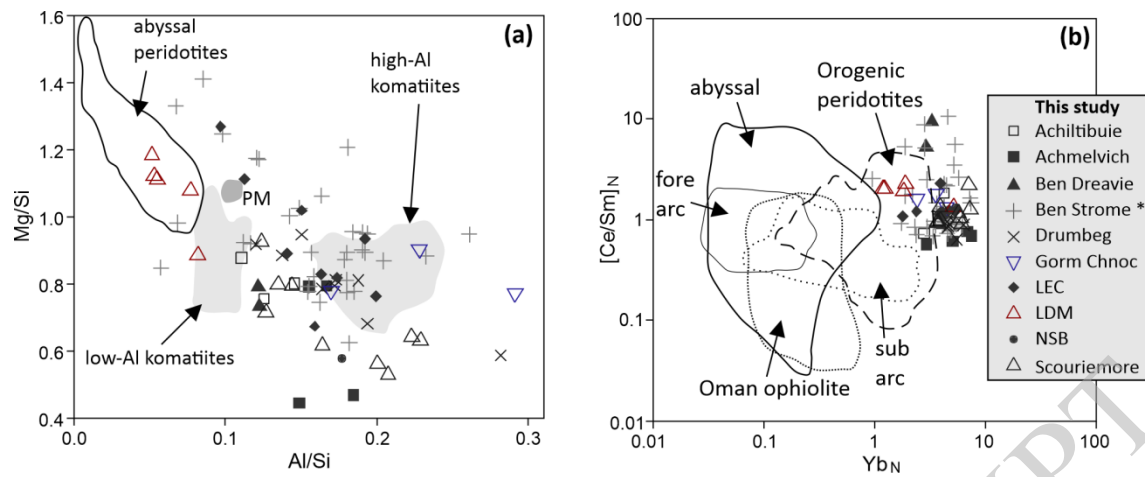 (a)
abyssal
peridotites
high-Al
komatiites
PM
low-Al komatiites
Mg/Si
1.6
1.4
1.2
1.0
0.8
0.6
0.4
0.0
0.1
0.2
0.3
Al/Si
(b)
abyssal
Orogenic
peridotites
fore
arc
sub
arc
Oman ophiolite
[Ce/Sm]N
100
10
1
0.1
0.01
0.01
0.1
1
10
100
YbN
This study
Achiltibuie
Achmelvich
Ben Dreavie
Ben Strome *
Drumbeg
Gorm Chnoc
LEC
LDM
NSB
Scouriemore